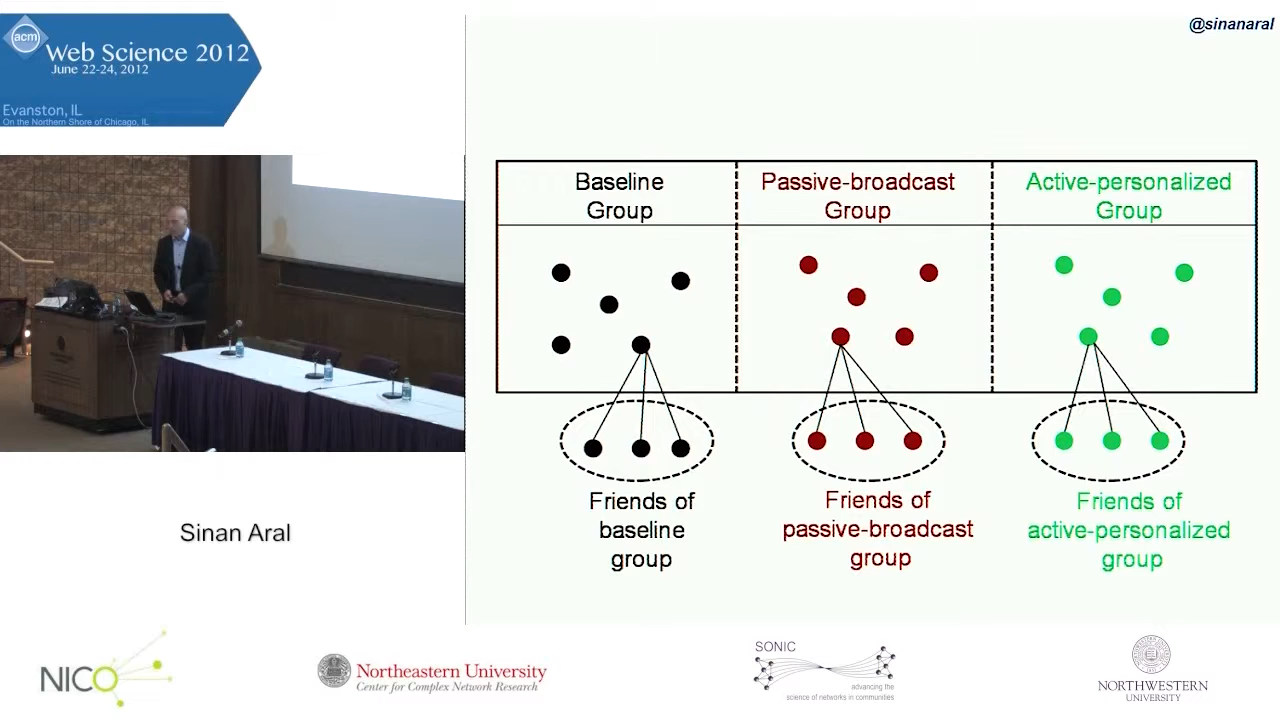 @sinanaral
acm
Web Science 2012
June 22-24, 2012
Evanston, IL
On the Northern Shore of Chicago, IL
Baseline
Group
Passive-broadcast
Group
Active-personalized
Group
Friends of
baseline
group
Friends of
passive-broadcast
group
Friends of
active-personalized
group
Sinan Aral
NICO
Northeastern University
Center for Complex Network Research
SONIC
advancing the
science of networks in communities
NORTHWESTERN
UNIVERSITY